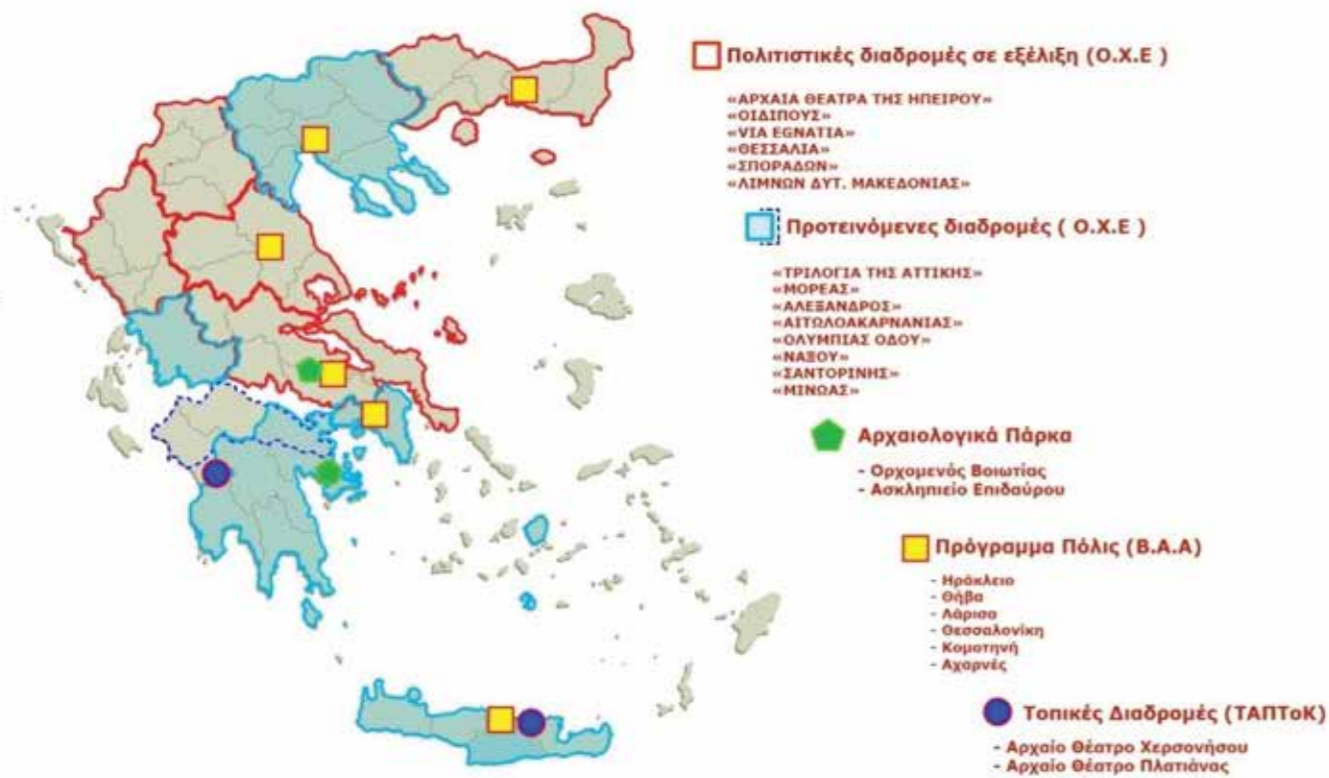 Πολιτιστικές διαδρομές σε εξέλιξη (Ο.Χ.Ε )
«ΑΡΧΑΙΑ ΘΕΑΤΡΑ ΤΗΣ ΗΠΕΙΡΟΥ»
«ΟΙΔΙΠΟΥΣ»
«VIA EGNATIA»
«ΘΕΣΣΑΛΙΑ»
«ΣΠΟΡΑΔΩΝ»
«ΛΙΜΝΩΝ ΔΥΤ. ΜΑΚΕΔΟΝΙΑΣ»
Προτεινόμενες διαδρομές ( Ο.Χ.Ε )
«ΤΡΙΛΟΓΙΑ ΤΗΣ ΑΤΤΙΚΗΣ»
«ΜΟΡΕΑΣ»
«ΑΛΕΞΑΝΔΡΟΣ»
«ΑΙΤΩΛΟΑΚΑΡΝΑΝΙΑΣ»
«ΟΛΥΜΠΙΑΣ ΟΔΟΥ»
«ΝΑΞΟΥ»
«ΣΑΝΤΟΡΙΝΗΣ»
«ΜΙΝΩΑΣ»
Αρχαιολογικά Πάρκα
- Ορχομενός Βοιωτίας
- Ασκληπιείο Επιδαύρου
Πρόγραμμα Πόλις (Β.Α.Α)
- Ηράκλειο
- Θήβα
- Λάρισα
- Θεσσαλονίκη
- Κομοτηνή
- Αχαρνές
Τοπικές Διαδρομές (ΤΑΠΤοΚ)
- Αρχαίο Θέατρο Χερσονήσου
- Αρχαίο Θέατρο Πλατιάνας